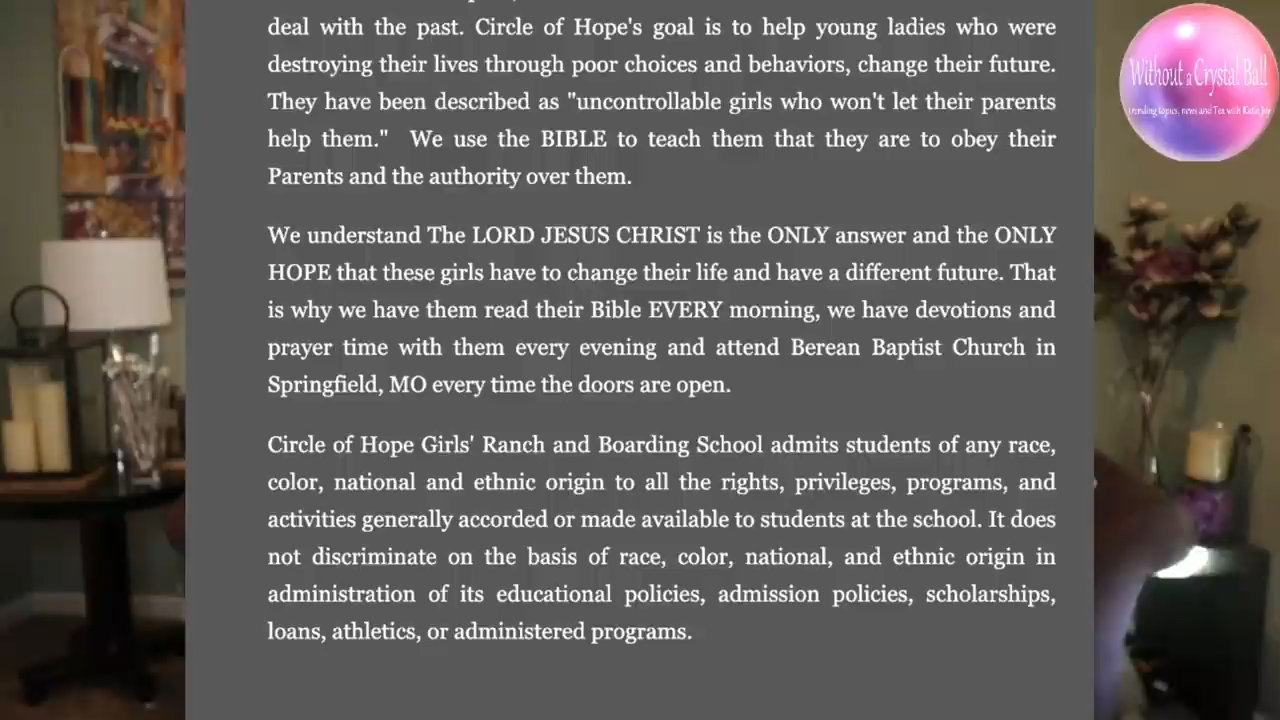 deal with the past. Circle of Hope's goal is to help young ladies who were
destroying their lives through poor choices and behaviors, change their future.
They have been described as "uncontrollable girls who won't let their parents
help them."  We use the BIBLE to teach them that they are to obey their
Parents and the authority over them.
We understand The LORD JESUS CHRIST is the ONLY answer and the ONLY
HOPE that these girls have to change their life and have a different future. That
is why we have them read their Bible EVERY morning, we have devotions and
prayer time with them every evening and attend Berean Baptist Church in
Springfield, MO every time the doors are open.
Circle of Hope Girls' Ranch and Boarding School admits students of any race,
color, national and ethnic origin to all the rights, privileges, programs, and
activities generally accorded or made available to students at the school. It does
not discriminate on the basis of race, color, national, and ethnic origin in
administration of its educational policies, admission policies, scholarships,
loans, athletics, or administered programs.
Without a Crystal Ball
trending topics, news and Tea with Katie Joy